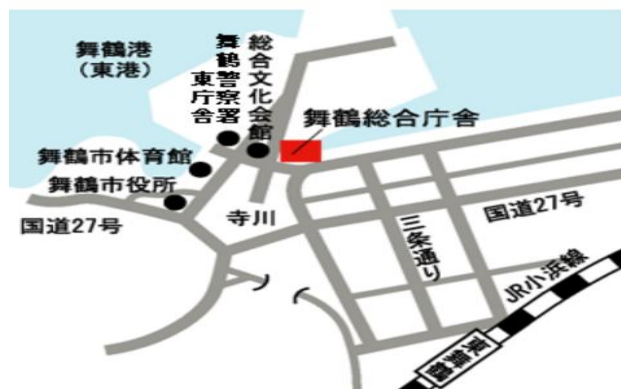 舞鶴港
（東港）
舞鶴警察署
東庁舎
総合文化会館
舞鶴総合庁舎
舞鶴市体育館
舞鶴市役所
国道27号
寺川
三条通り
国道27号
JR小浜線
東舞鶴